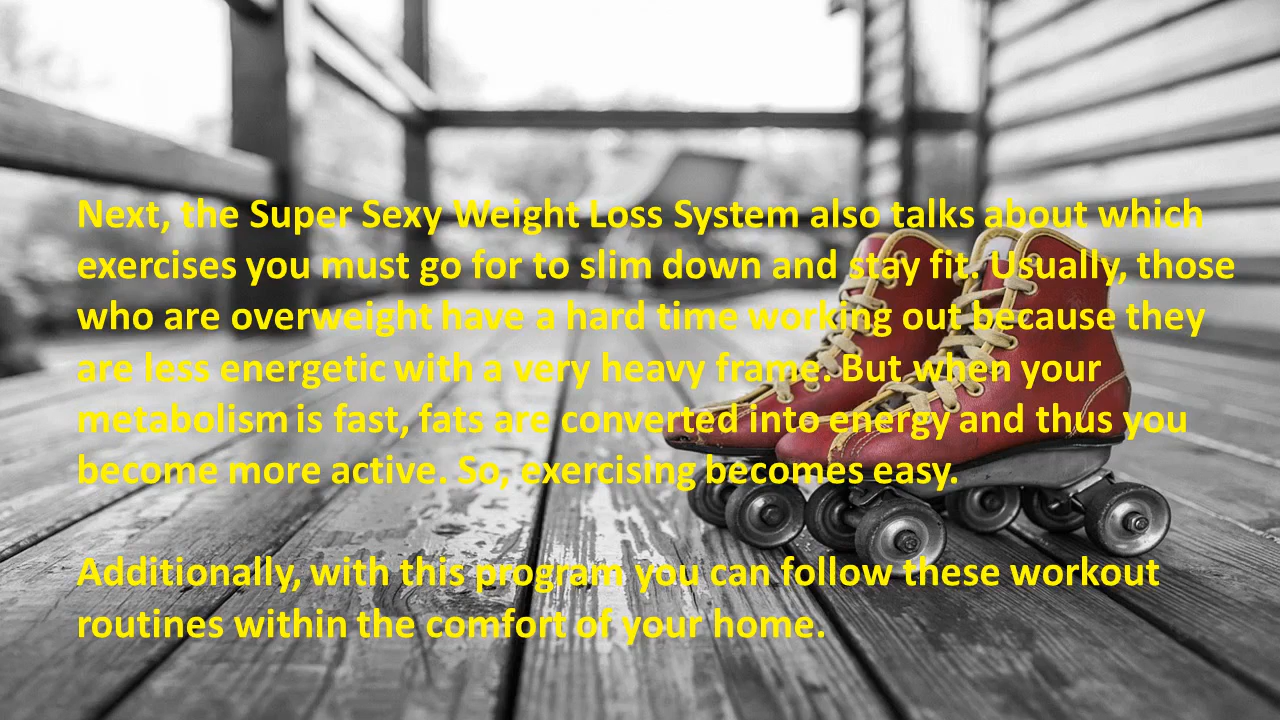 Next, the Super Sexy Weight Loss System also talks about which
exercises you must go for to slim down and stay fit. Usually, those
who are overweight have a hard time working out because they
are less energetic with a very heavy frame. But when your
metabolism is fast, fats are converted into energy and thus you
become more active. So, exercising becomes easy.
Additionally, with this program you can follow these workout
routines within the comfort of your home.